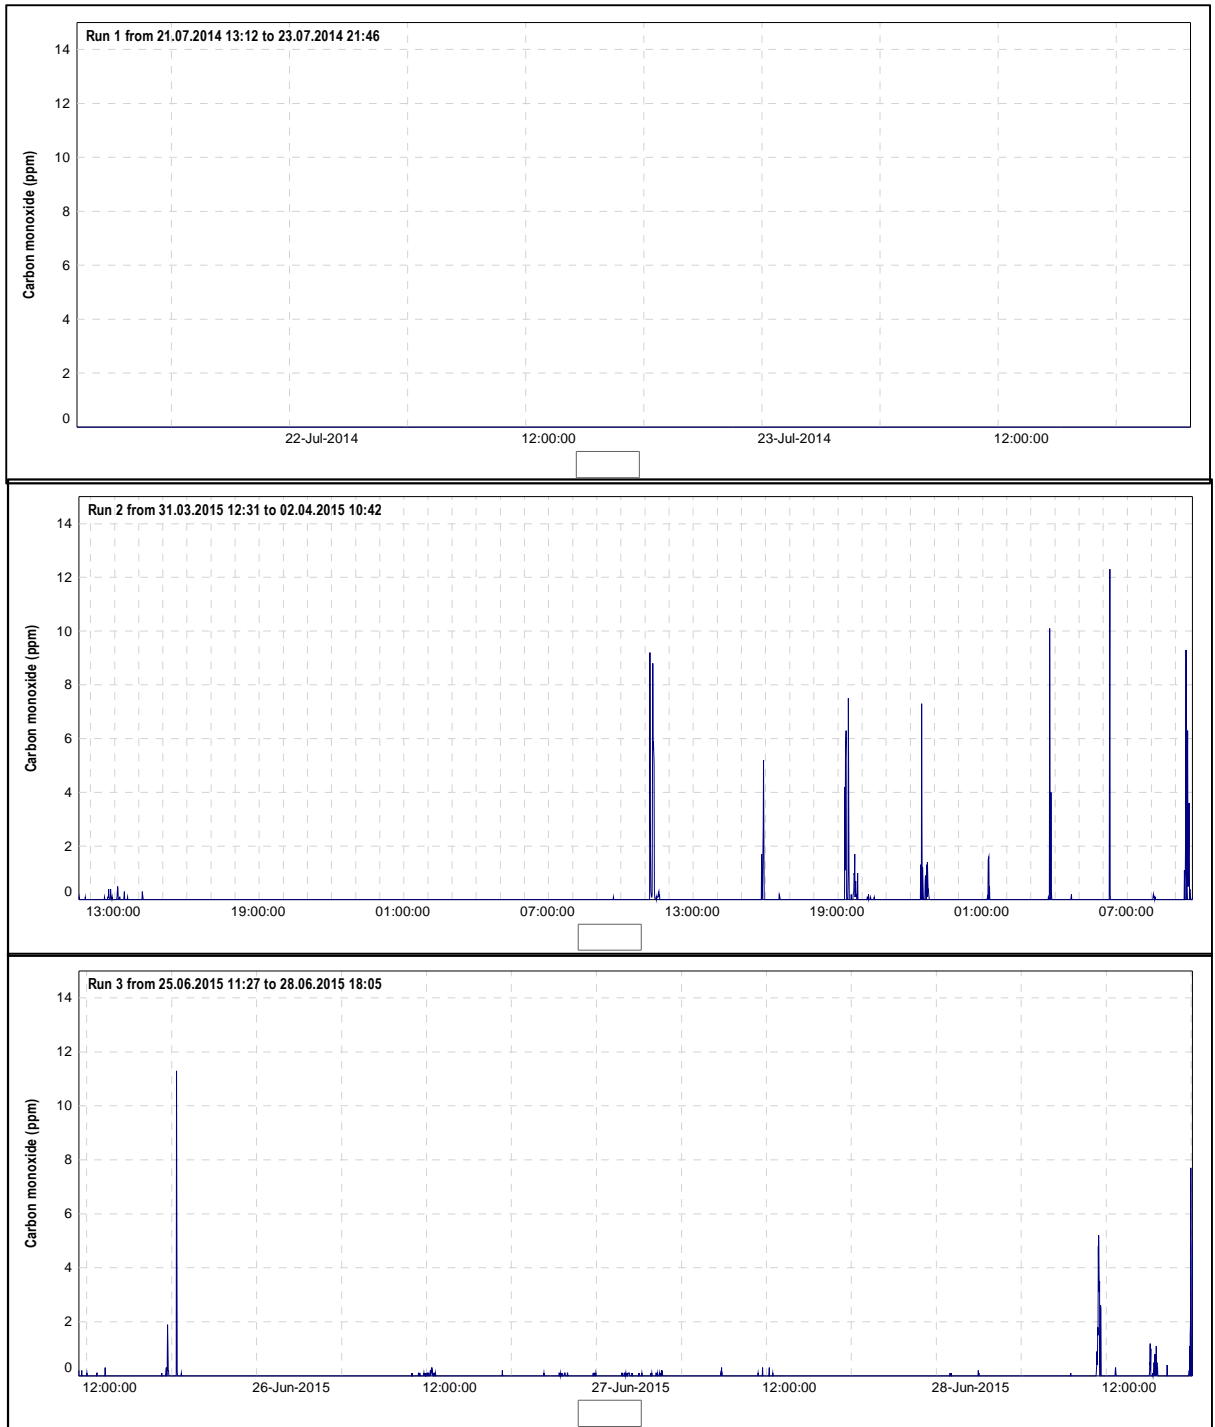 Run 1 from 21.07.2014 13:12 to 23.07.2014 21:46
Carbon monoxide (ppm)
14
12
10
8
6
4
2
0
22-Jul-2014 12:00:00 23-Jul-2014 12:00:00
Run 2 from 31.03.2015 12:31 to 02.04.2015 10:42
Carbon monoxide (ppm)
14
12
10
8
6
4
2
0
13:00:00 19:00:00 01:00:00 07:00:00 13:00:00 19:00:00 01:00:00 07:00:00
Run 3 from 25.06.2015 11:27 to 28.06.2015 18:05
Carbon monoxide (ppm)
14
12
10
8
6
4
2
0
12:00:00 26-Jun-2015 12:00:00 27-Jun-2015 12:00:00 28-Jun-2015 12:00:00